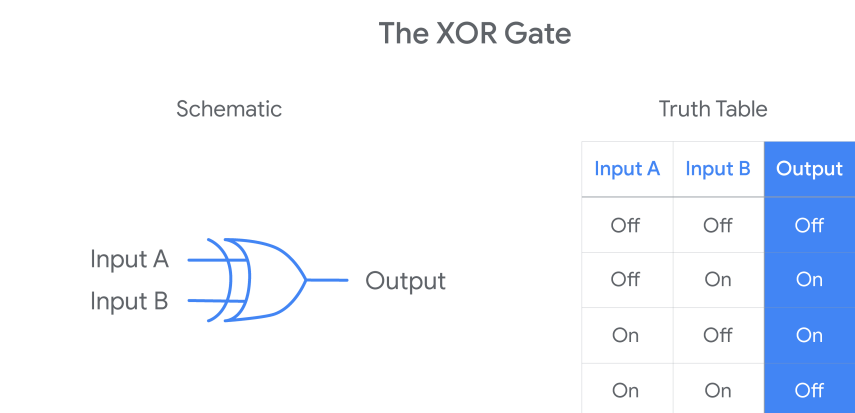 The XOR Gate
Schematic
Input A
Input B
Output
Truth Table
Input A Input B Output
Off Off Off
Off On On
On Off On
On On Off